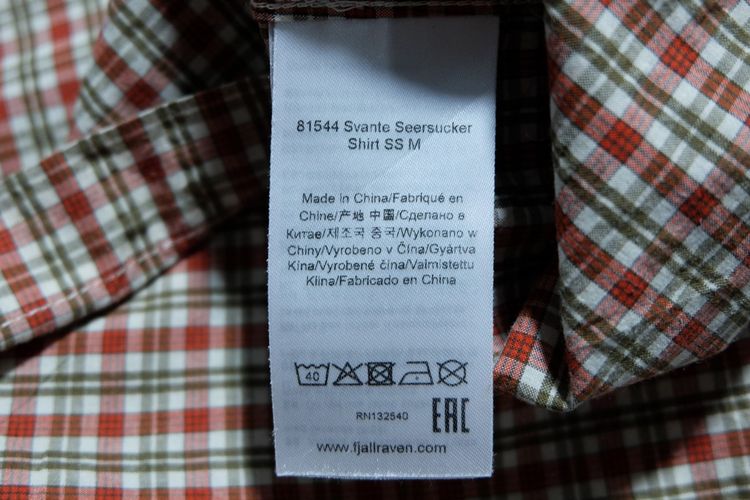 81544 Svante Seersucker
Shirt SS M
Made in China/Fabriqué en
Chine/产地 中国/Сделано в
Китае/제조국 중국/Wykonano w
Chiny/Vyrobeno v Čína/Gyártva
Kína/Vyrobené čína/Valmistettu
Kiina/Fabricado en China
40
RN132540
EAC
www.fjallraven.com